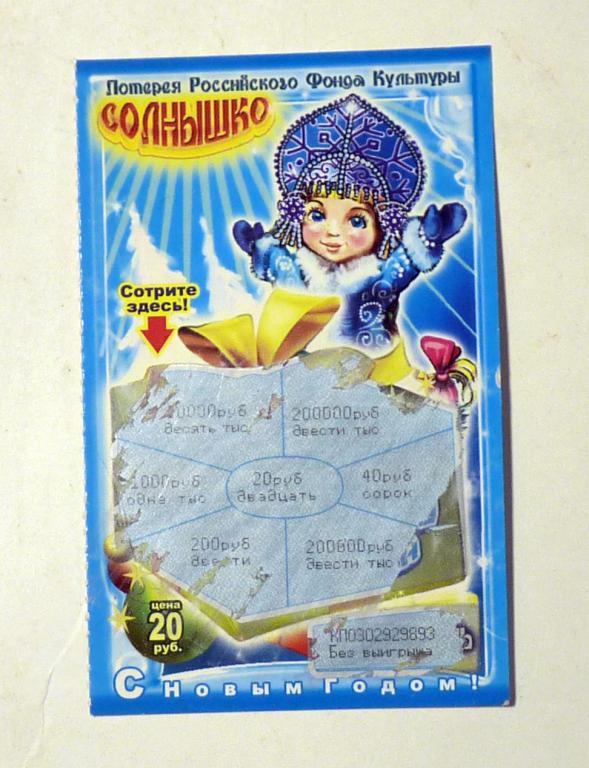 Лотерея Российского Фонда Культуры
СОЛНЫШКО
Сотрите
здесь!
10000руб
десять тыс
200000руб
двести тыс
1000руб
одна тыс
20руб
двадцать
40руб
сорок
200руб
двести
200000руб
двести тыс
цена
20
руб.
КП0302929893
Без выигрыша
С Новым Годом!